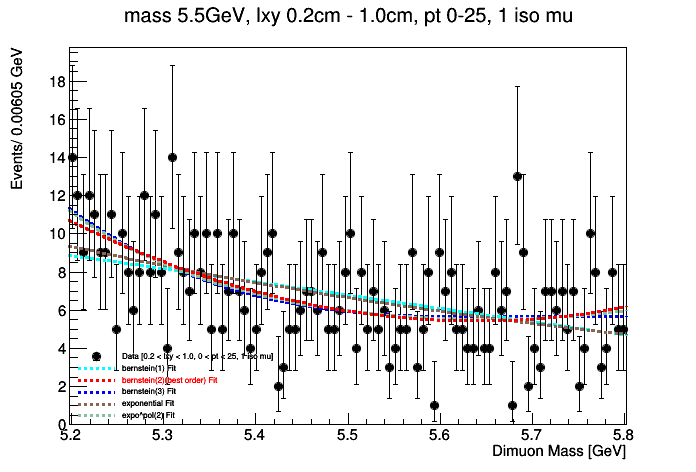 mass 5.5GeV, lxy 0.2cm - 1.0cm, pt 0-25, 1 iso mu
Events/ 0.00605 GeV
18
16
14
12
10
8
6
4
2
0
Data [0.2 < lxy < 1.0, 0 < pt < 25, 1 iso mu]
bernstein(1) Fit
bernstein(2)(best order) Fit
bernstein(3) Fit
exponential Fit
expo*pol(2) Fit
5.2 5.3 5.4 5.5 5.6 5.7 5.8
Dimuon Mass [GeV]